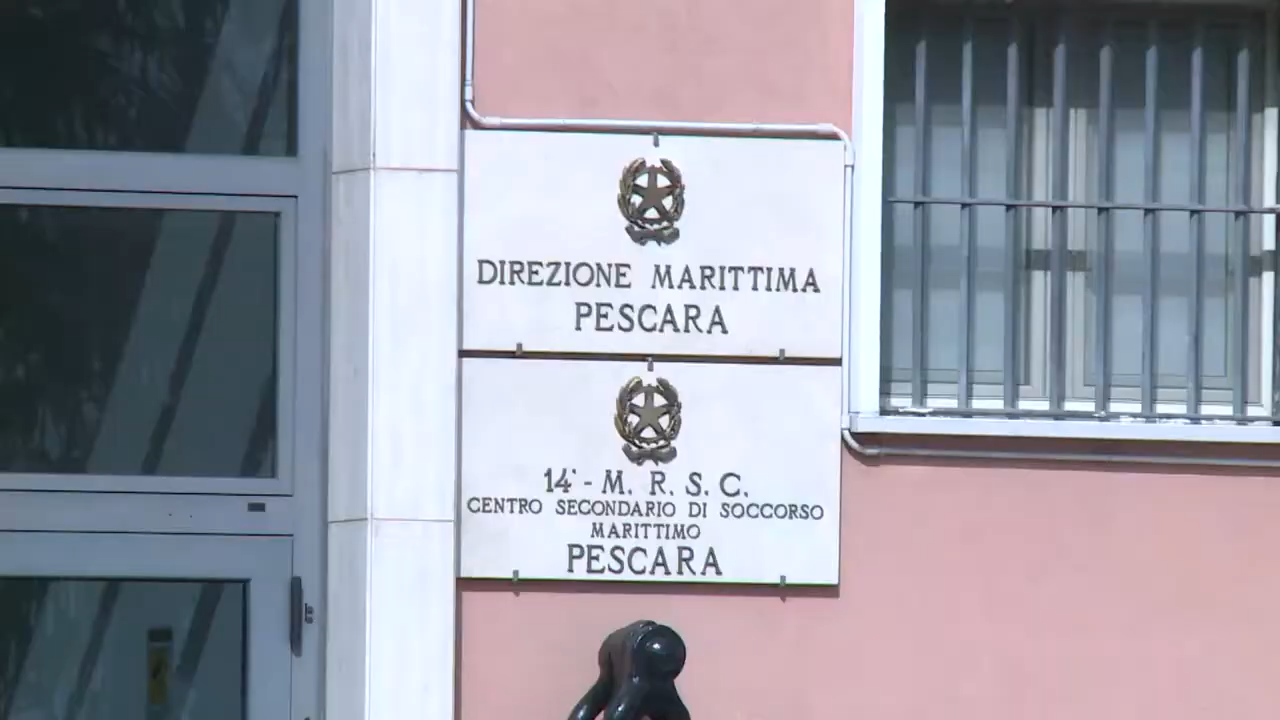 DIREZIONE MARITTIMA
PESCARA
14° - M. R. S. C.
CENTRO SECONDARIO DI SOCCORSO
MARITTIMO
PESCARA